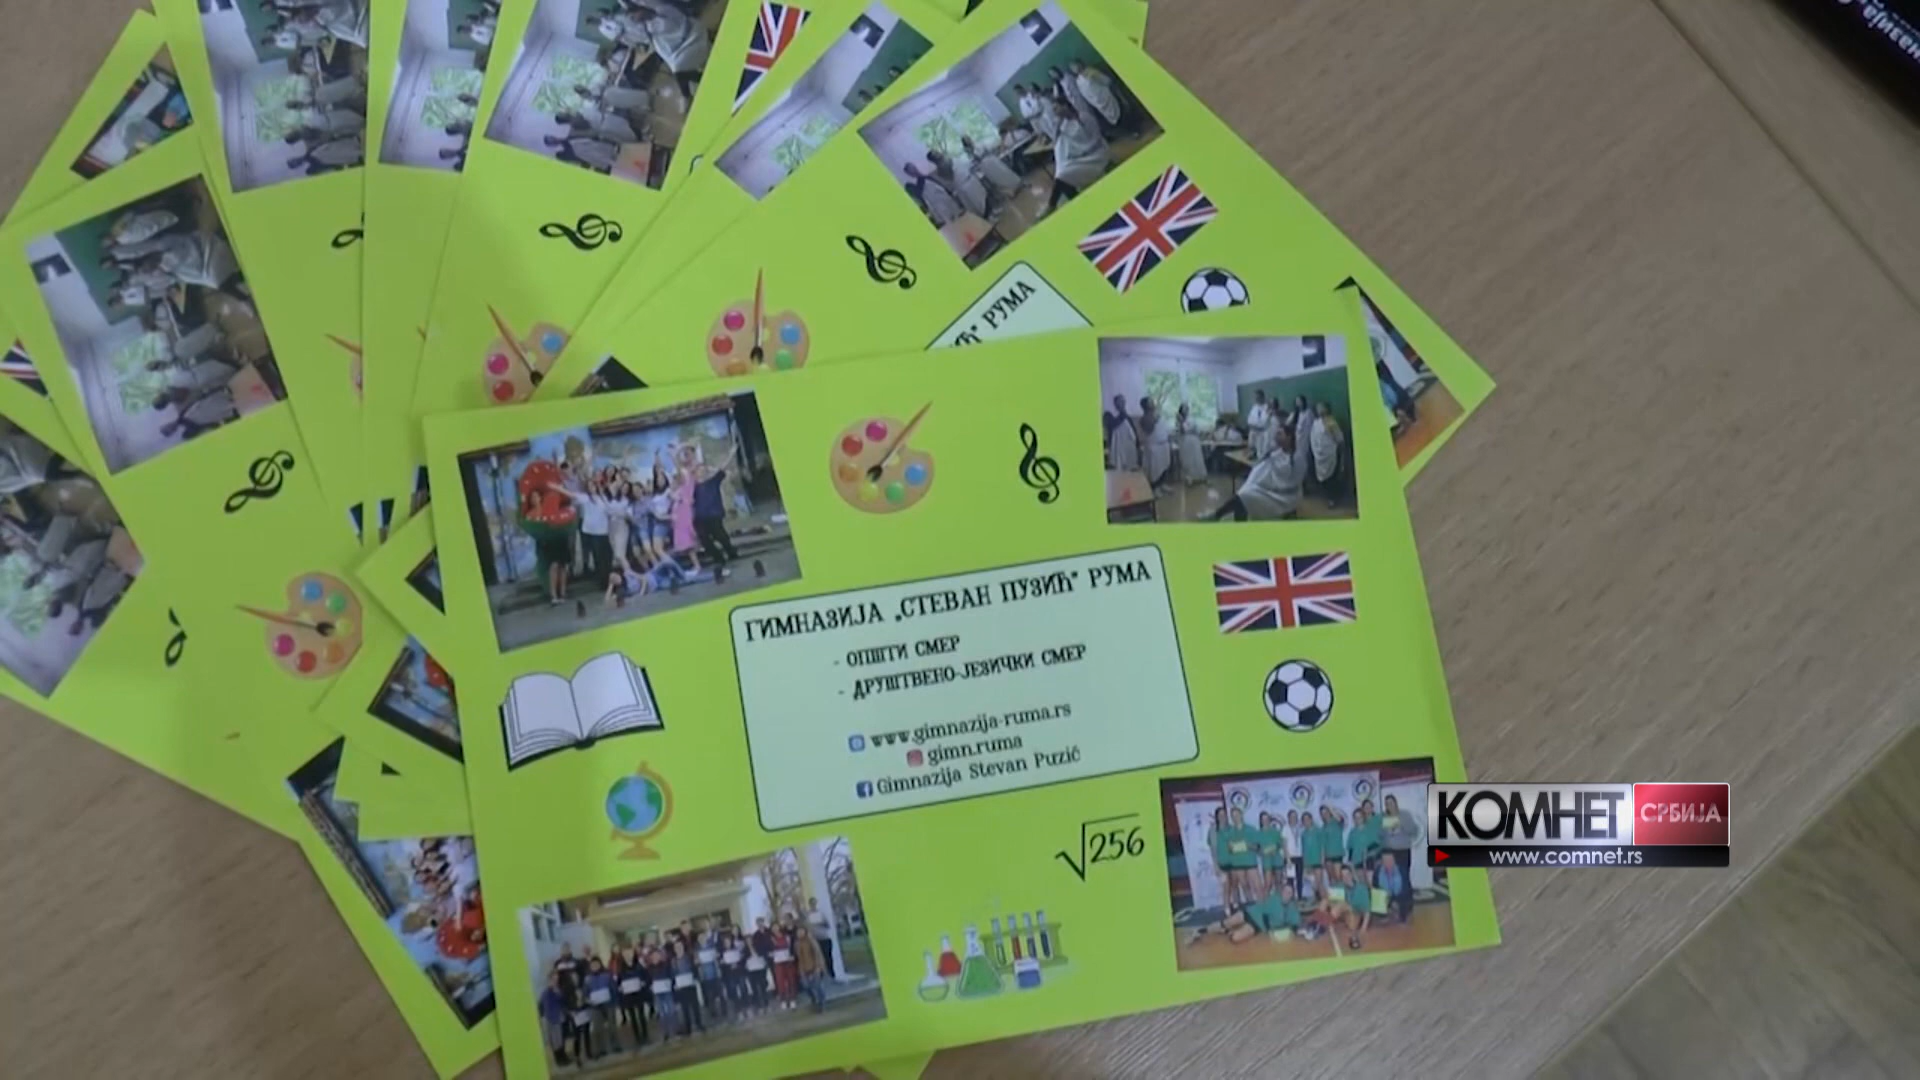 РУМА
ГИМНАЗИЈА „СТЕВАН ПУЗИЋ“ РУМА
- ОПШТИ СМЕР
- ДРУШТВЕНО-ЈЕЗИЧКИ СМЕР
www.gimnazija-ruma.rs
gimn.ruma
Gimnazija Stevan Puzić
√256
КОМНЕТ СРБИЈА
www.comnet.rs